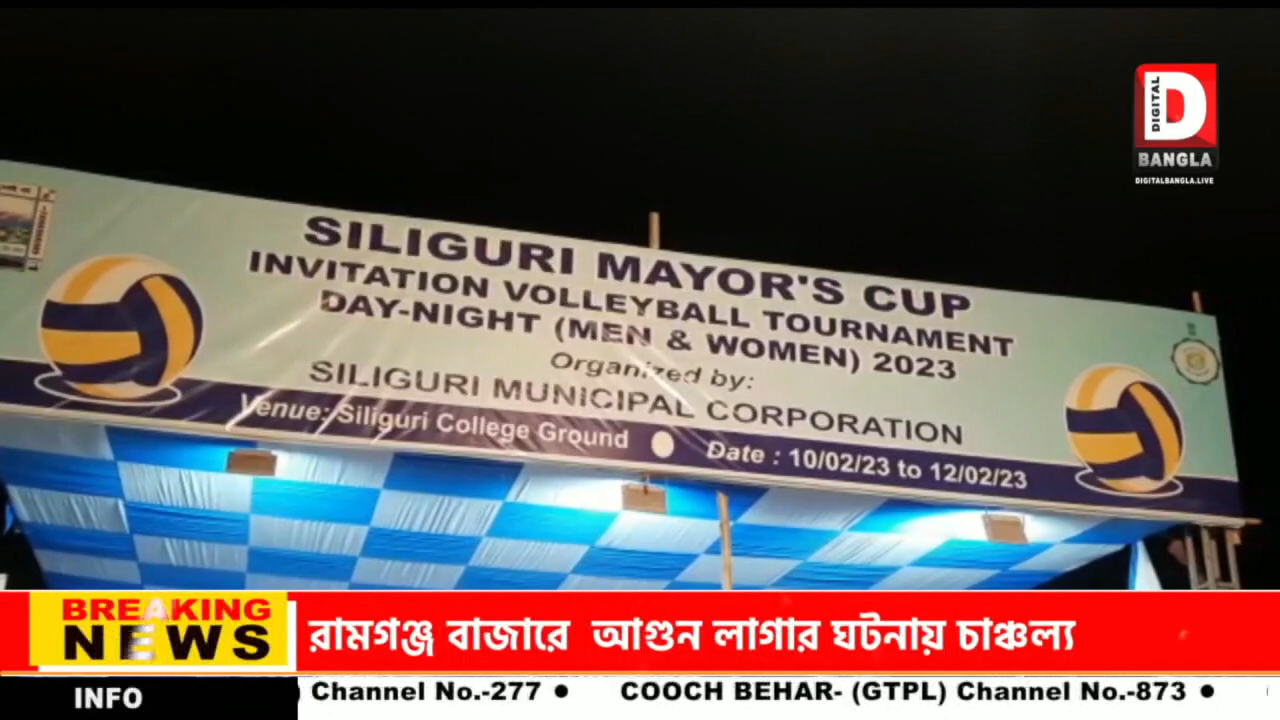 DIGITAL
D
BANGLA
DIGITALBANGLA.LIVE
SILIGURI MAYOR'S CUP
INVITATION VOLLEYBALL TOURNAMENT
DAY-NIGHT (MEN & WOMEN) 2023
Organized by:
SILIGURI MUNICIPAL CORPORATION
Venue: Siliguri College Ground
Date : 10/02/23 to 12/02/23
BREAKING
NEWS
রামগঞ্জ বাজারে আগুন লাগার ঘটনায় চাঞ্চল্য
INFO
) Channel No.-277 ● COOCH BEHAR- (GTPL) Channel No.-873 ●